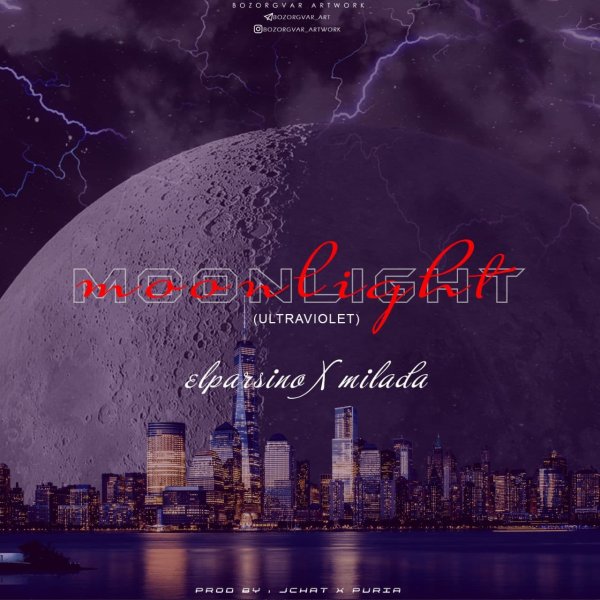 BOZORGVAR ARTWORK
BOZORGVAR_ART
BOZORGVAR_ARTWORK
MOONLIGHT
moonlight
(ULTRAVIOLET)
elparsino X milada
PROD BY : JCHAT X PURIA